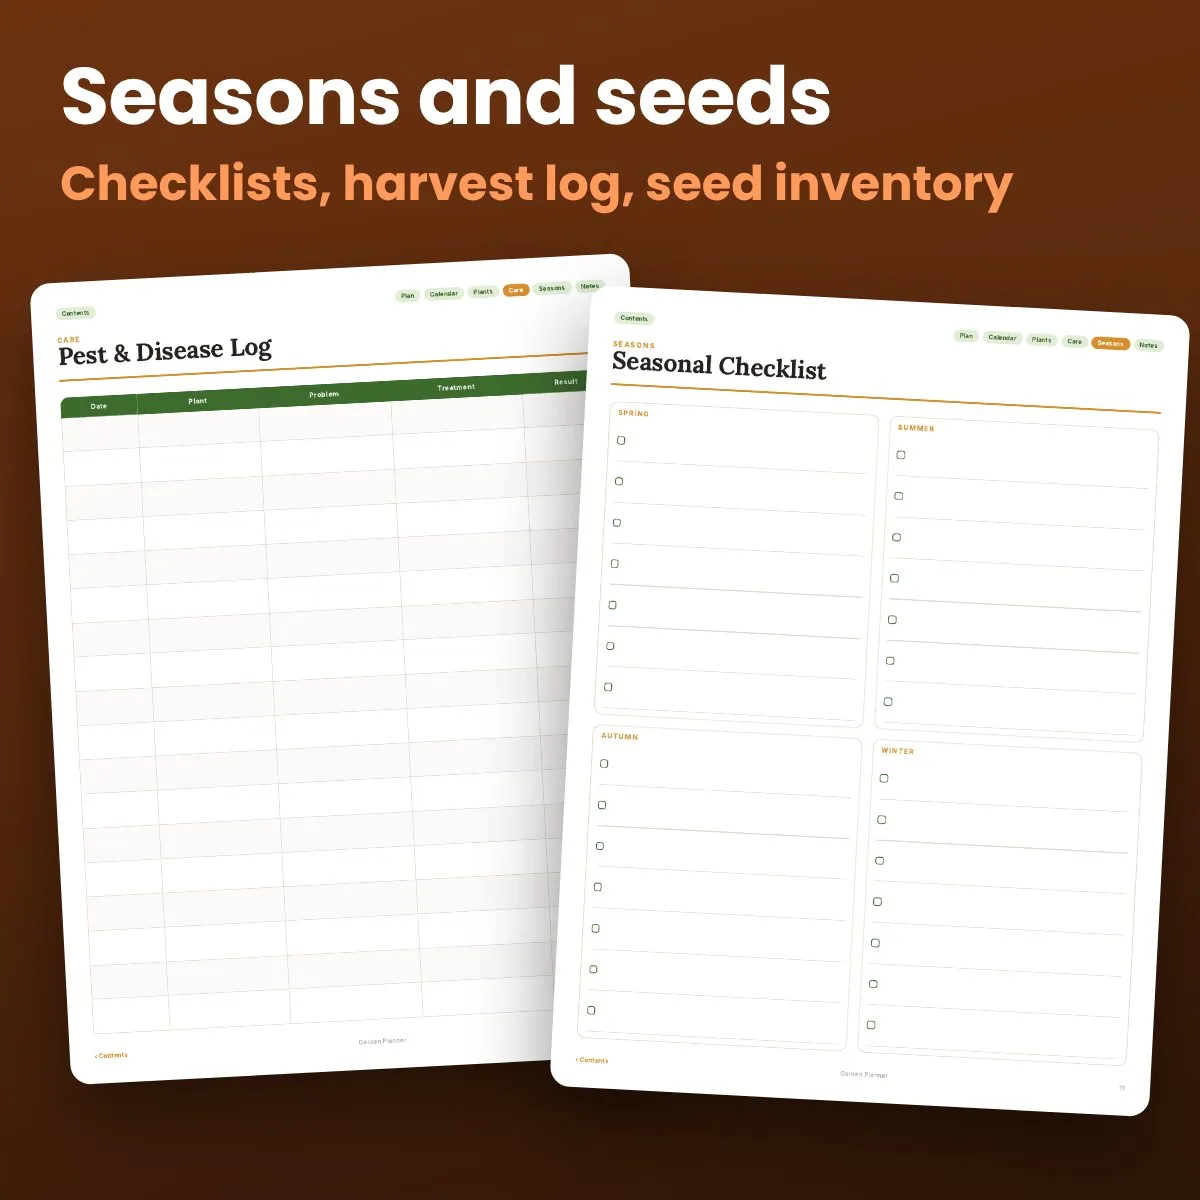 Seasons and seeds
Checklists, harvest log, seed inventory
Contents
Plan Calendar Plants Care Seasons Notes
CARE
Pest & Disease Log
Date Plant Problem Treatment Result
‹ Contents
Garden Planner
Contents
Plan Calendar Plants Care Seasons Notes
SEASONS
Seasonal Checklist
SPRING
SUMMER
AUTUMN
WINTER
‹ Contents
Garden Planner
11